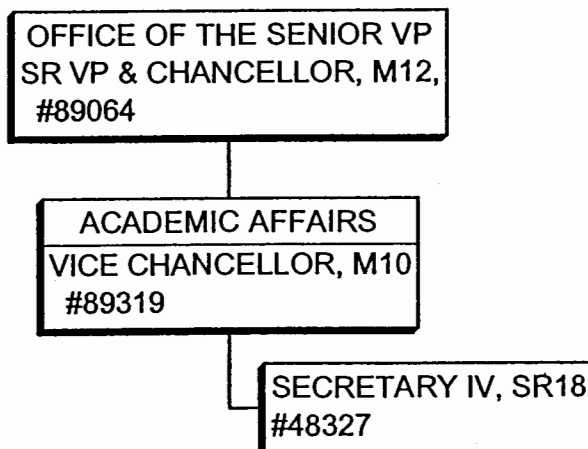 OFFICE OF THE SENIOR VP
SR VP & CHANCELLOR, M12,
#89064
ACADEMIC AFFAIRS
VICE CHANCELLOR, M10
#89319
SECRETARY IV, SR18
#48327